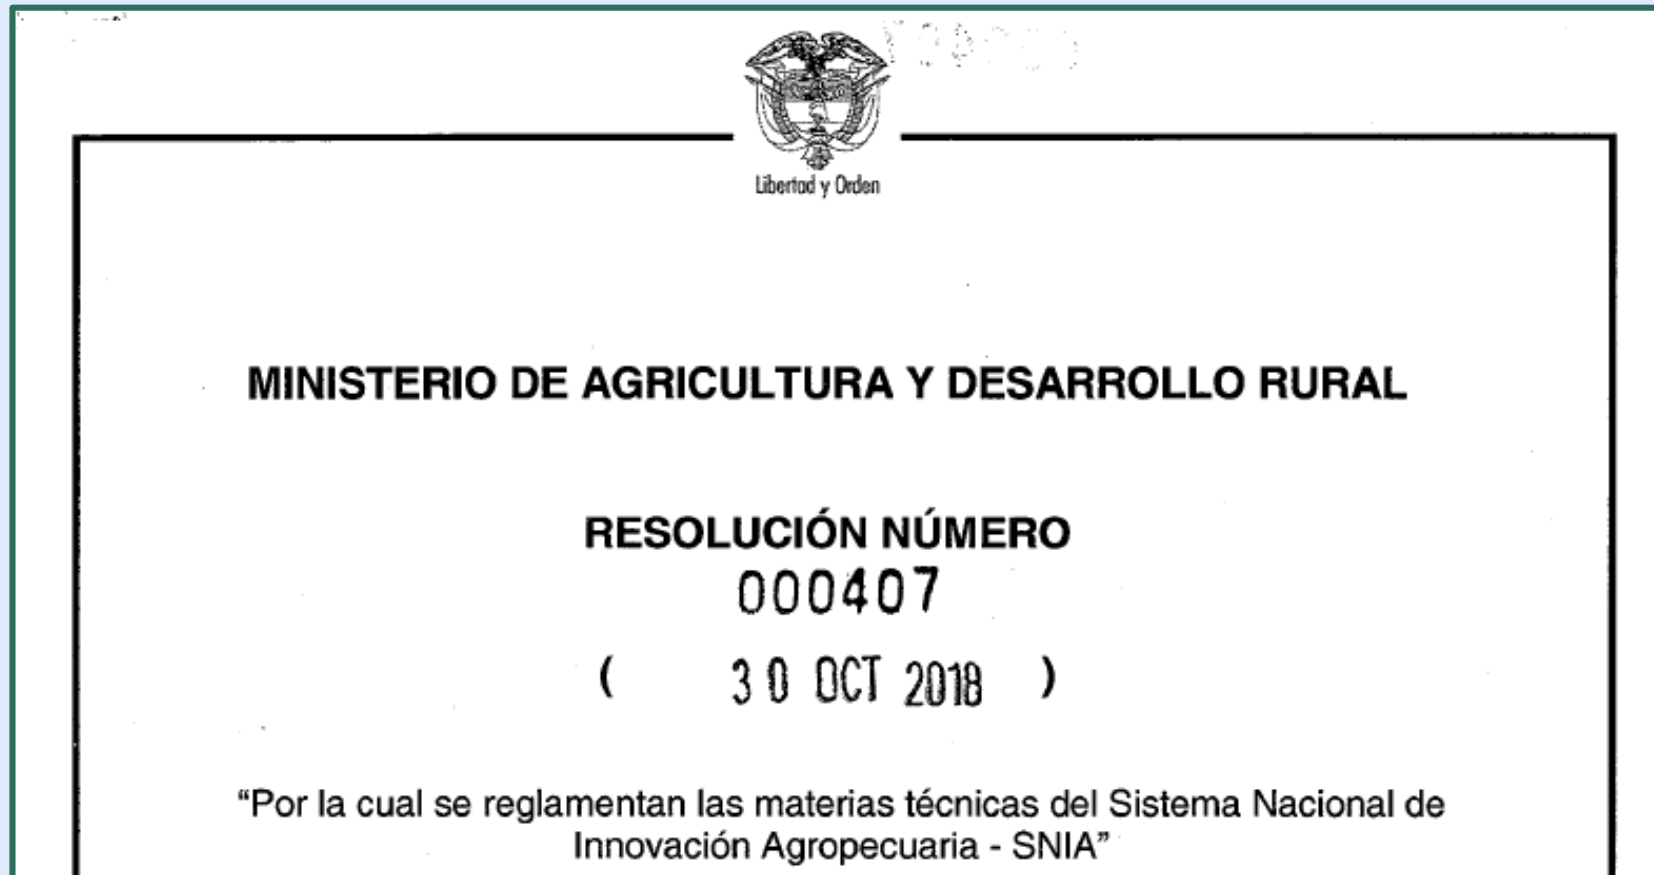 Libertad y Orden
MINISTERIO DE AGRICULTURA Y DESARROLLO RURAL
RESOLUCIÓN NÚMERO
000407
( 30 OCT 2018 )
“Por la cual se reglamentan las materias técnicas del Sistema Nacional de
Innovación Agropecuaria - SNIA”